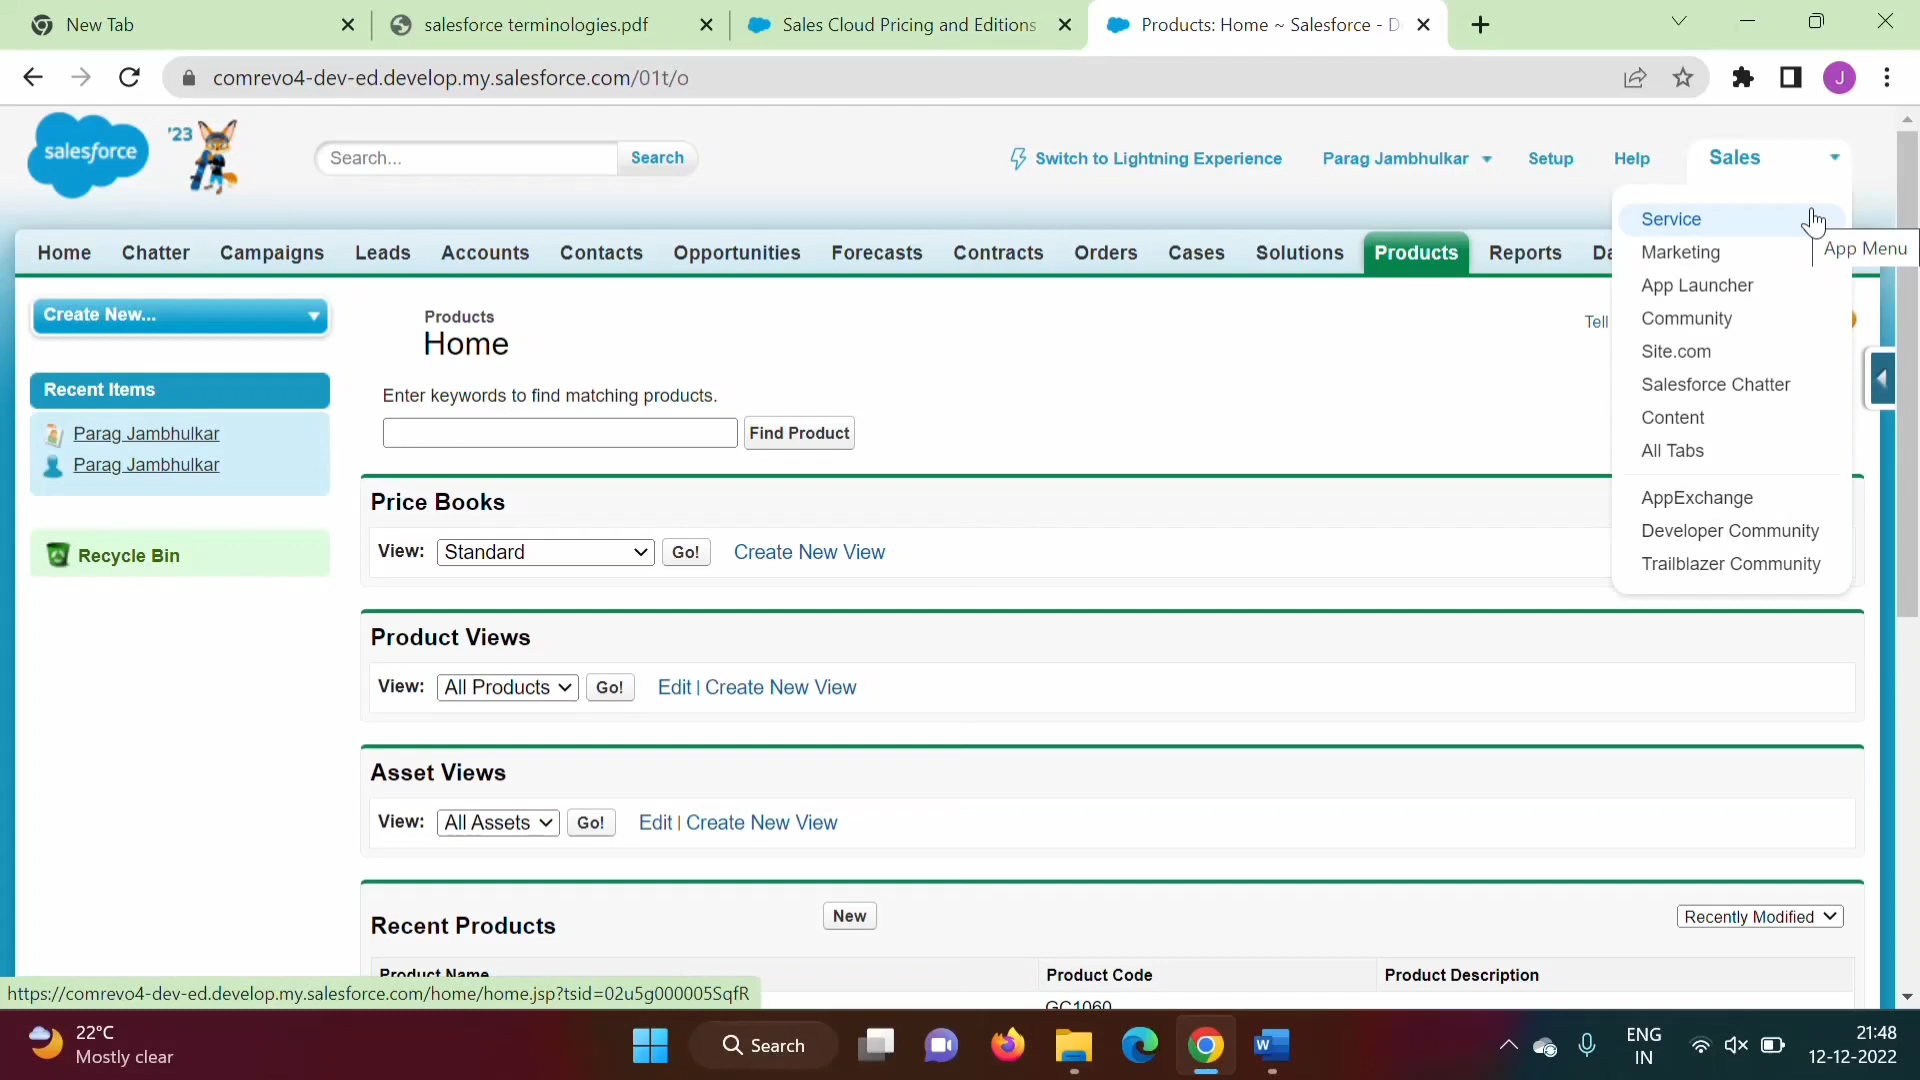 New Tab
salesforce terminologies.pdf
Sales Cloud Pricing and Editions
Products: Home ~ Salesforce - D
comrevo4-dev-ed.develop.my.salesforce.com/01t/o
J
salesforce
'23
Search...
Search
Switch to Lightning Experience
Parag Jambhulkar
Setup
Help
Sales
Home
Chatter
Campaigns
Leads
Accounts
Contacts
Opportunities
Forecasts
Contracts
Orders
Cases
Solutions
Products
Reports
Da
Service
Marketing
App Launcher
Community
Site.com
Salesforce Chatter
Content
All Tabs
AppExchange
Developer Community
Trailblazer Community
App Menu
Create New...
Recent Items
Parag Jambhulkar
Parag Jambhulkar
Recycle Bin
Products
Home
Tell
Enter keywords to find matching products.
Find Product
Price Books
View: Standard Go! Create New View
Product Views
View: All Products Go! Edit | Create New View
Asset Views
View: All Assets Go! Edit | Create New View
Recent Products
New
Recently Modified
Product Name
Product Code
Product Description
GC1060
https://comrevo4-dev-ed.develop.my.salesforce.com/home/home.jsp?tsid=02u5g000005SqfR
22°C
Mostly clear
Search
W
ENG
IN
21:48
12-12-2022